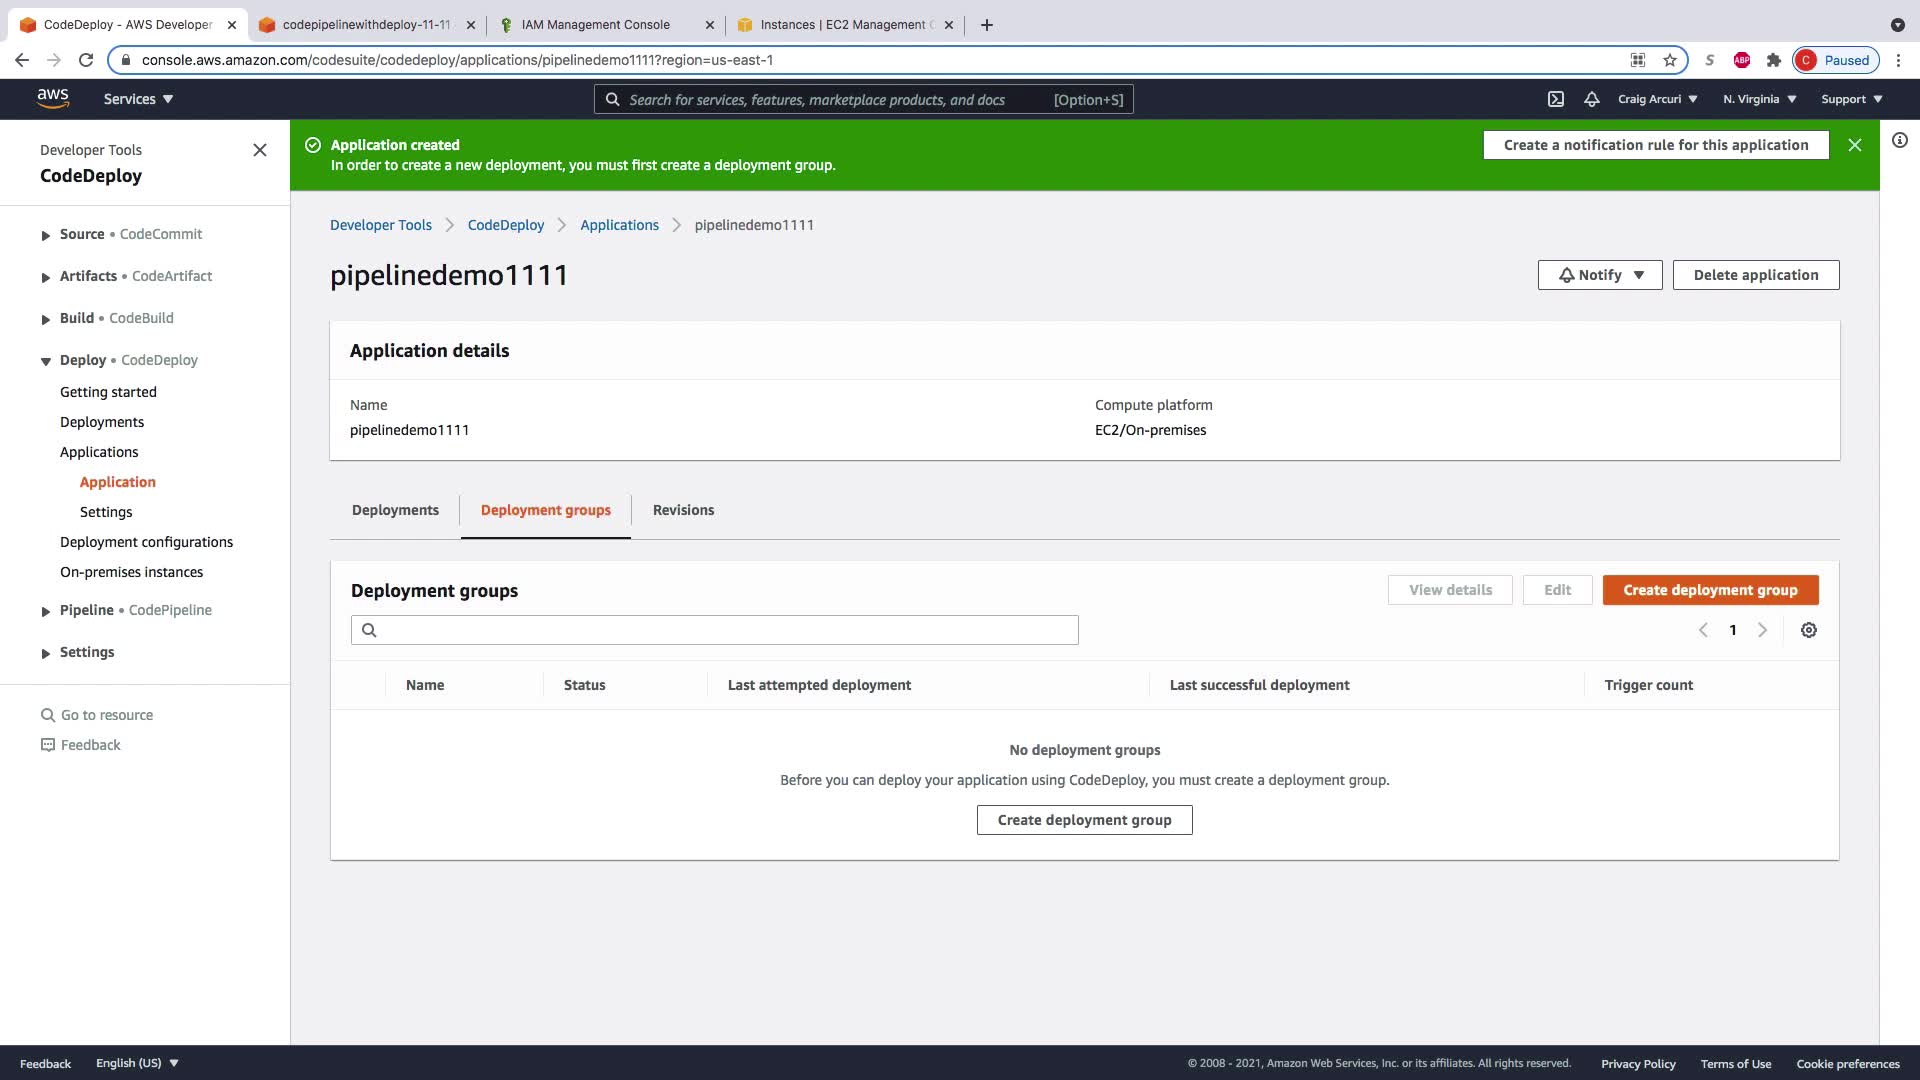 CodeDeploy - AWS Developer
codepipelinewithdeploy-11-11
IAM Management Console
Instances | EC2 Management C
console.aws.amazon.com/codesuite/codedeploy/applications/pipelinedemo1111?region=us-east-1
S
ABP
C Paused
aws
Services
Search for services, features, marketplace products, and docs [Option+S]
Craig Arcuri
N. Virginia
Support
Developer Tools
CodeDeploy
Source • CodeCommit
Artifacts • CodeArtifact
Build • CodeBuild
Deploy • CodeDeploy
Getting started
Deployments
Applications
Application
Settings
Deployment configurations
On-premises instances
Pipeline • CodePipeline
Settings
Go to resource
Feedback
Application created
In order to create a new deployment, you must first create a deployment group.
Create a notification rule for this application
Developer Tools
CodeDeploy
Applications
pipelinedemo1111
pipelinedemo1111
Notify
Delete application
Application details
Name
pipelinedemo1111
Compute platform
EC2/On-premises
Deployments
Deployment groups
Revisions
Deployment groups
View details
Edit
Create deployment group
1
Name
Status
Last attempted deployment
Last successful deployment
Trigger count
No deployment groups
Before you can deploy your application using CodeDeploy, you must create a deployment group.
Create deployment group
Feedback
English (US)
© 2008 - 2021, Amazon Web Services, Inc. or its affiliates. All rights reserved.
Privacy Policy
Terms of Use
Cookie preferences